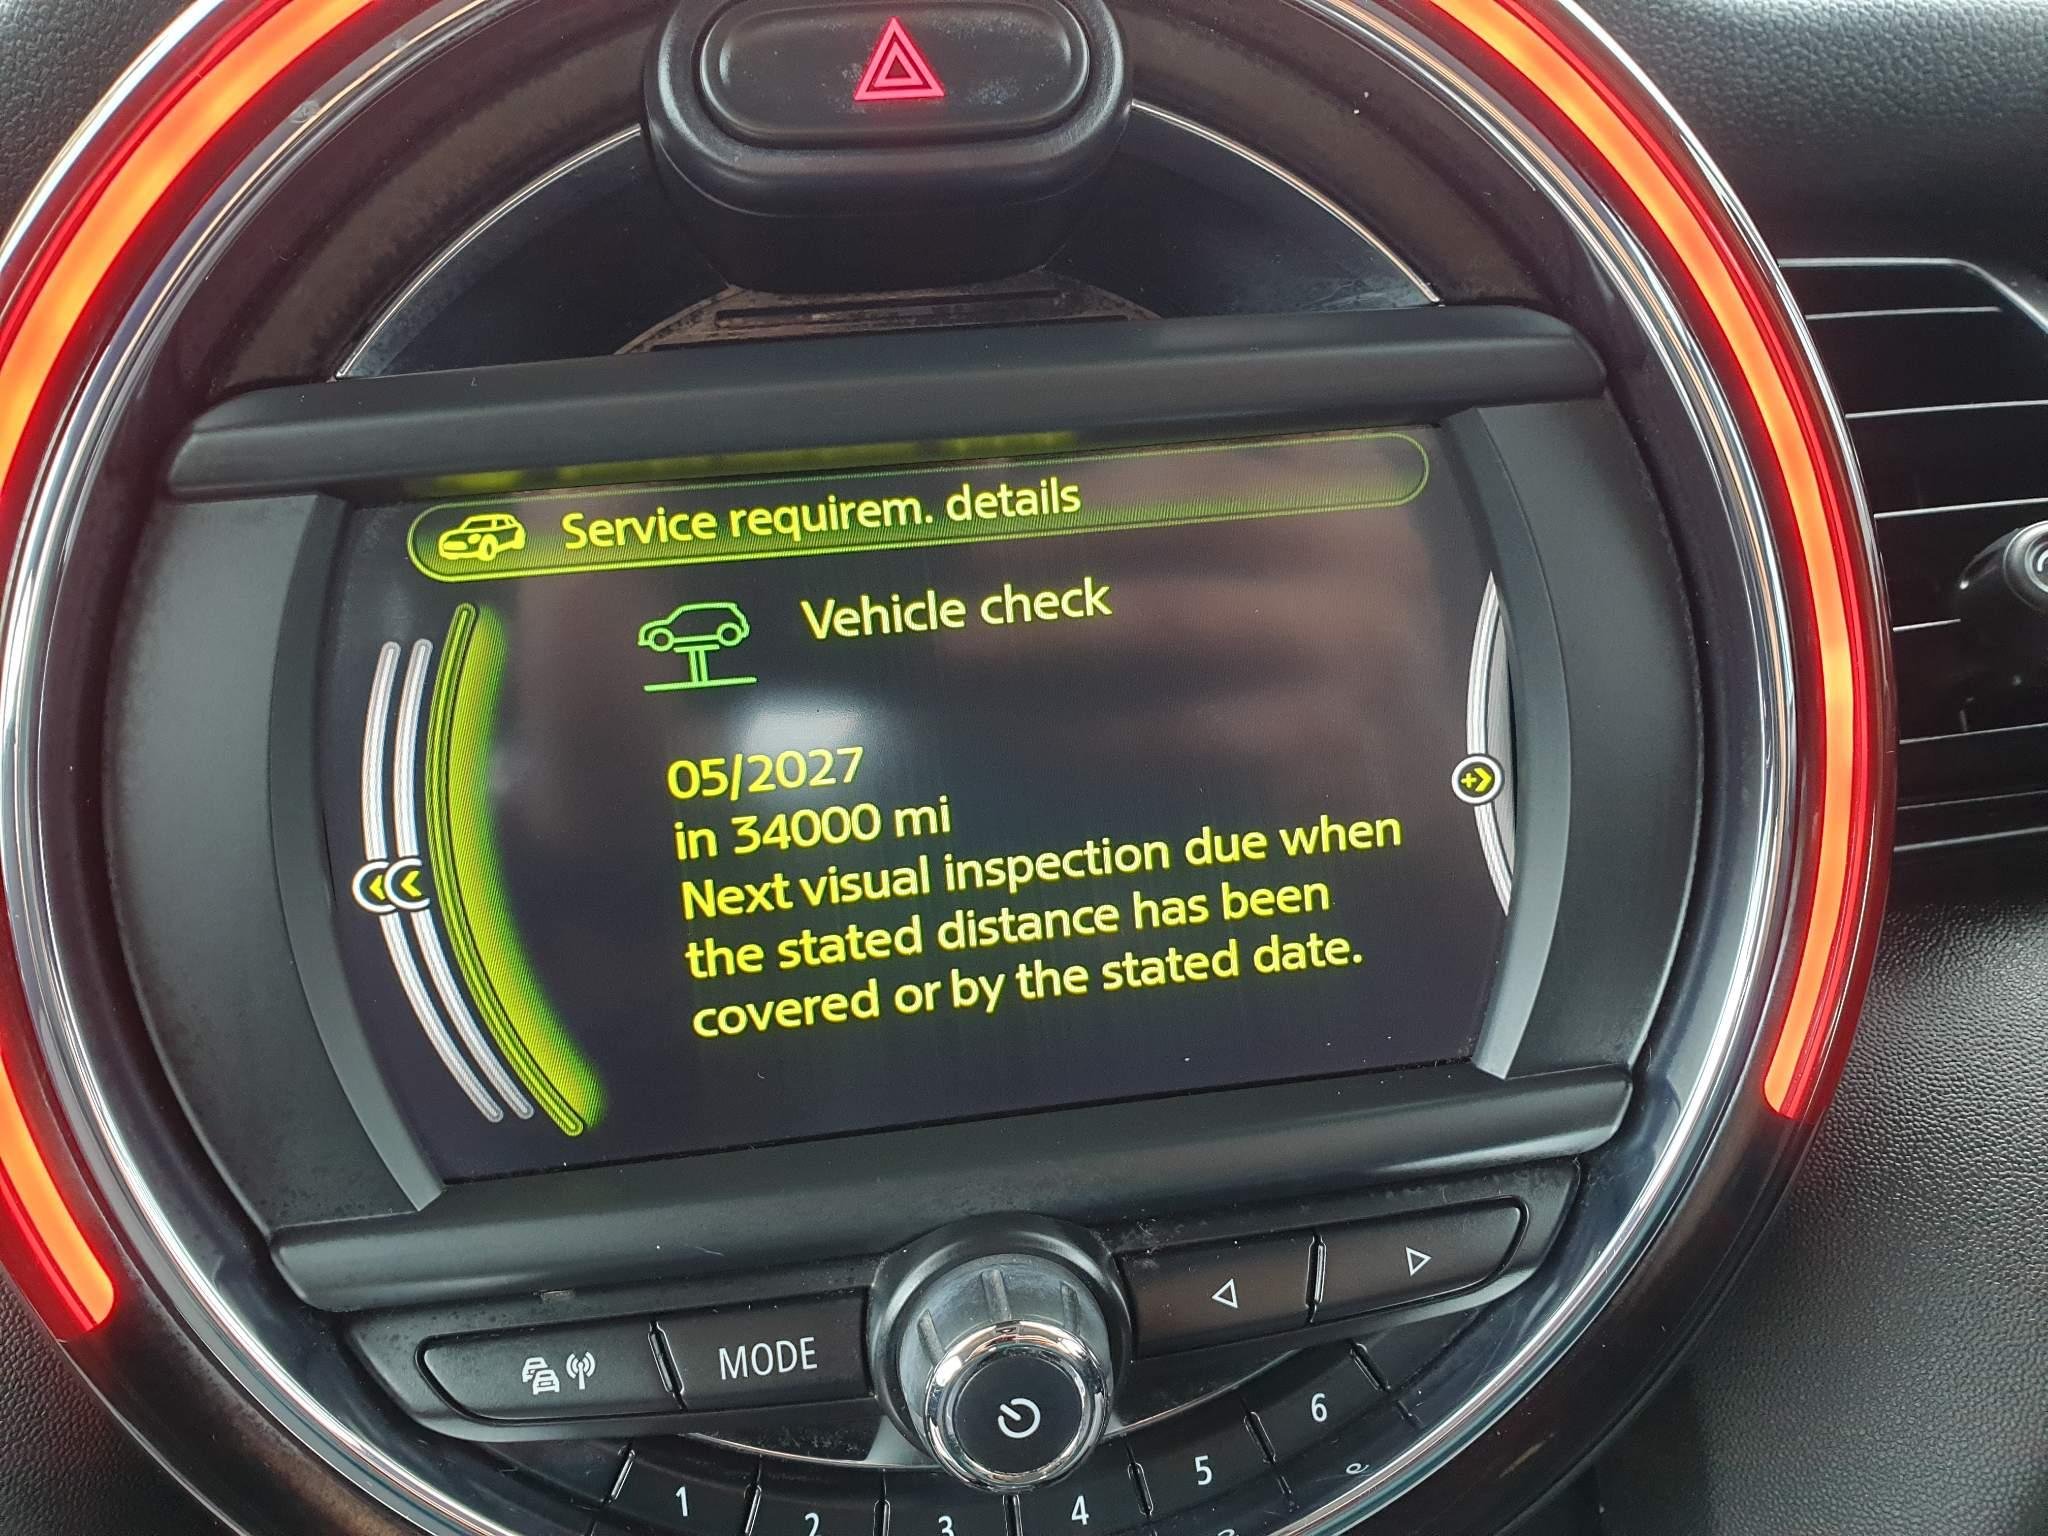 Service requirem. details
Vehicle check
05/2027
in 34000 mi
Next visual inspection due when
the stated distance has been
covered or by the stated date.
MODE
1 2 3 4 5 6